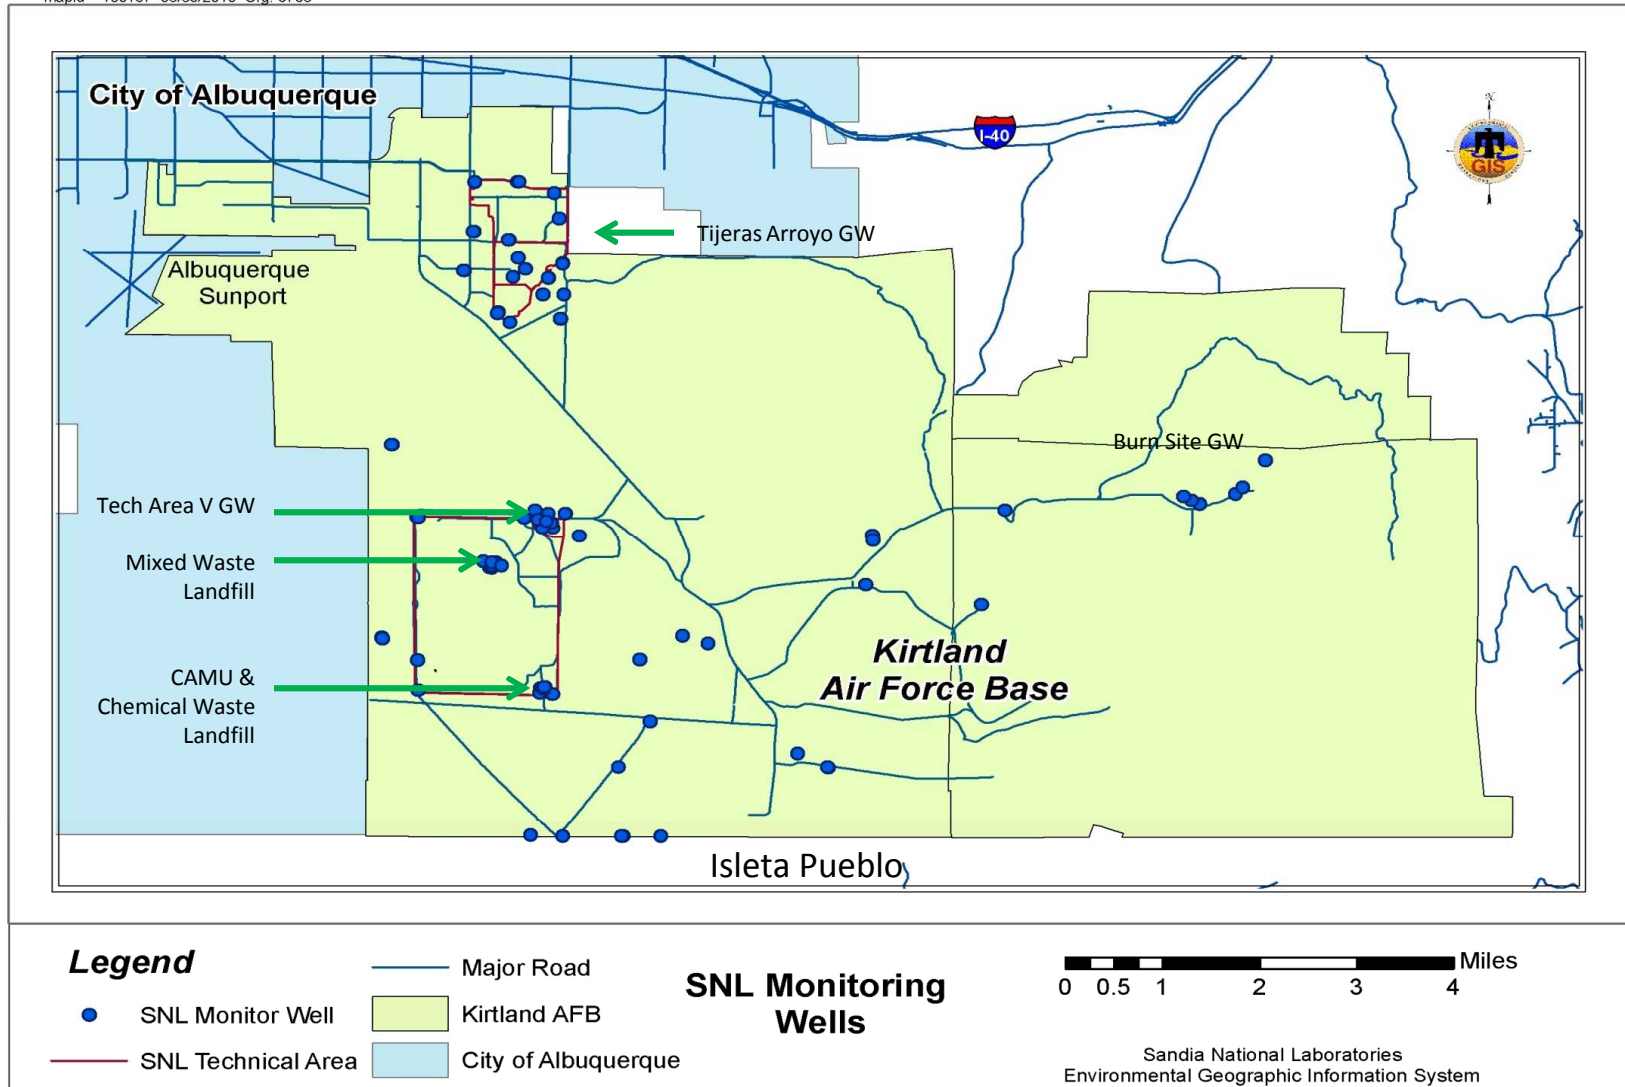 City of Albuquerque
I-40
N
GIS
Tijeras Arroyo GW
Albuquerque
Sunport
Burn Site GW
Tech Area V GW
Mixed Waste
Landfill
Kirtland
Air Force Base
CAMU &
Chemical Waste
Landfill
Isleta Pueblo
Legend
SNL Monitor Well
SNL Technical Area
Major Road
Kirtland AFB
City of Albuquerque
SNL Monitoring
Wells
Miles
0 0.5 1 2 3 4
Sandia National Laboratories
Environmental Geographic Information System